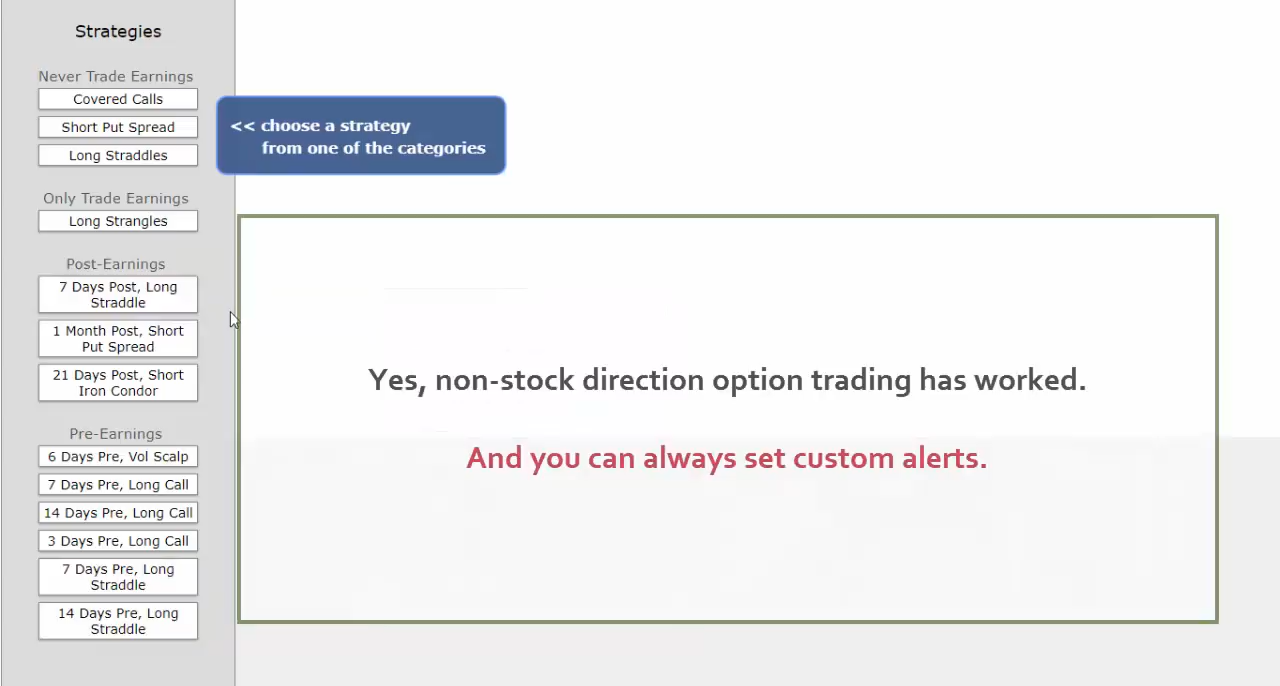 Strategies
Never Trade Earnings
Covered Calls
Short Put Spread
Long Straddles
Only Trade Earnings
Long Strangles
Post-Earnings
7 Days Post, Long
Straddle
1 Month Post, Short
Put Spread
21 Days Post, Short
Iron Condor
Pre-Earnings
6 Days Pre, Vol Scalp
7 Days Pre, Long Call
14 Days Pre, Long Call
3 Days Pre, Long Call
7 Days Pre, Long
Straddle
14 Days Pre, Long
Straddle
<< choose a strategy
from one of the categories
Yes, non-stock direction option trading has worked.
And you can always set custom alerts.